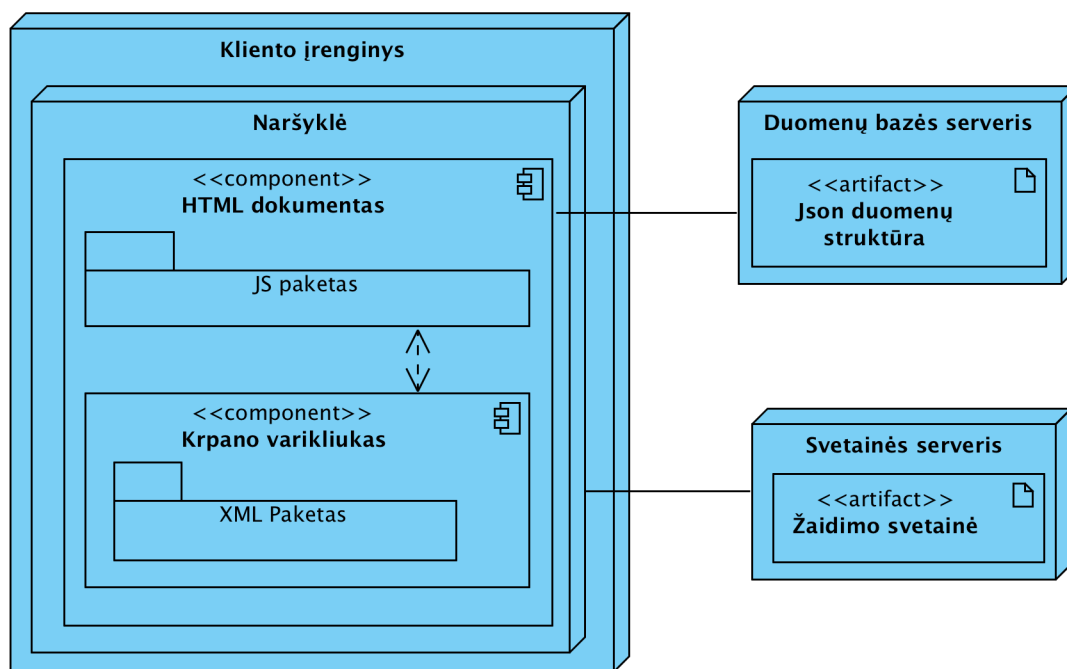 Kliento įrenginys
Naršyklė
<<component>>
HTML dokumentas
JS paketas
<<component>>
Krpano varikliukas
XML Paketas
Duomenų bazės serveris
<<artifact>>
Json duomenų
struktūra
Svetainės serveris
<<artifact>>
Žaidimo svetainė